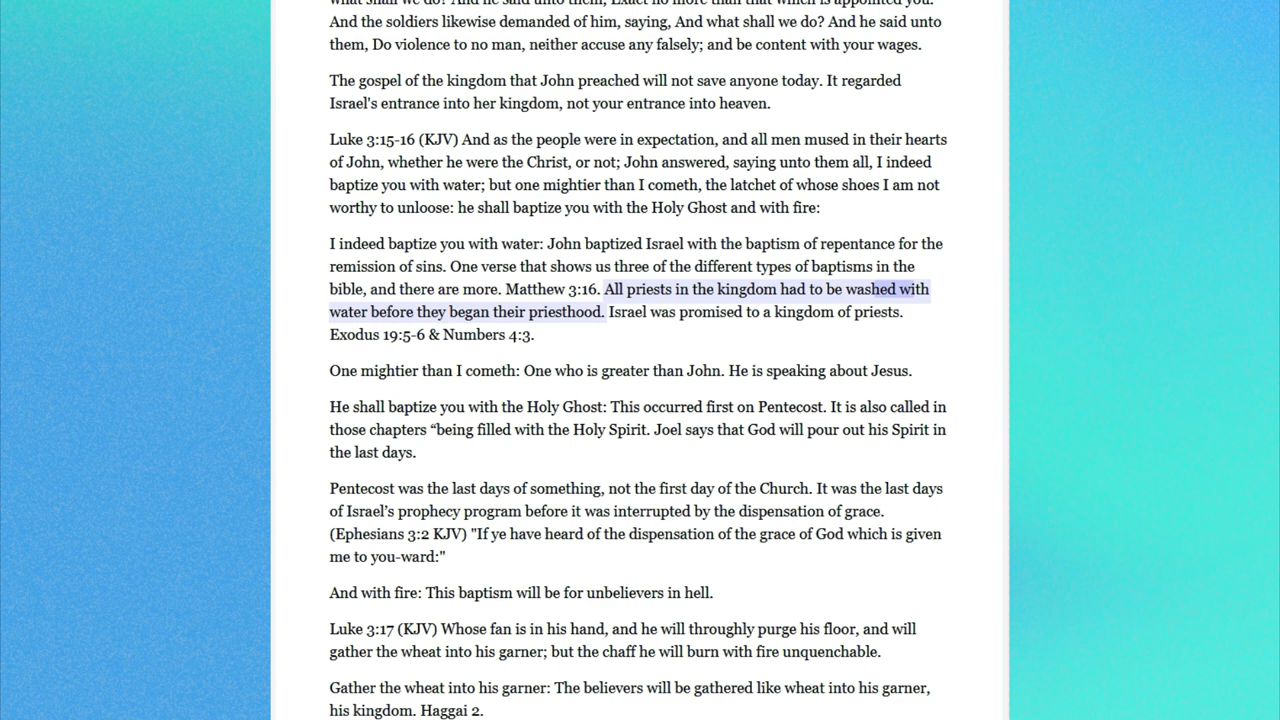 what shall we do? And he said unto them, Exact no more than that which is appointed you.
And the soldiers likewise demanded of him, saying, And what shall we do? And he said unto
them, Do violence to no man, neither accuse any falsely; and be content with your wages.
The gospel of the kingdom that John preached will not save anyone today. It regarded
Israel's entrance into her kingdom, not your entrance into heaven.
Luke 3:15-16 (KJV) And as the people were in expectation, and all men mused in their hearts
of John, whether he were the Christ, or not; John answered, saying unto them all, I indeed
baptize you with water; but one mightier than I cometh, the latchet of whose shoes I am not
worthy to unloose: he shall baptize you with the Holy Ghost and with fire:
I indeed baptize you with water: John baptized Israel with the baptism of repentance for the
remission of sins. One verse that shows us three of the different types of baptisms in the
bible, and there are more. Matthew 3:16. All priests in the kingdom had to be washed with
water before they began their priesthood. Israel was promised to a kingdom of priests.
Exodus 19:5-6 & Numbers 4:3.
One mightier than I cometh: One who is greater than John. He is speaking about Jesus.
He shall baptize you with the Holy Ghost: This occurred first on Pentecost. It is also called in
those chapters “being filled with the Holy Spirit. Joel says that God will pour out his Spirit in
the last days.
Pentecost was the last days of something, not the first day of the Church. It was the last days
of Israel’s prophecy program before it was interrupted by the dispensation of grace.
(Ephesians 3:2 KJV) "If ye have heard of the dispensation of the grace of God which is given
me to you-ward:"
And with fire: This baptism will be for unbelievers in hell.
Luke 3:17 (KJV) Whose fan is in his hand, and he will throughly purge his floor, and will
gather the wheat into his garner; but the chaff he will burn with fire unquenchable.
Gather the wheat into his garner: The believers will be gathered like wheat into his garner,
his kingdom. Haggai 2.